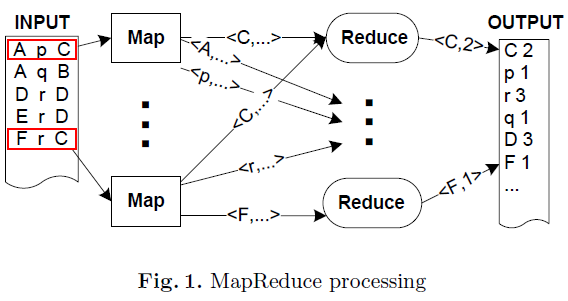 INPUT
A p C
A q B
D r D
E r D
F r C
Map
Map
<C,...>
<A,...>
<p,...>
<C,...>
<r,...>
<F,...>
Reduce
Reduce
<C,2>
<F,1>
OUTPUT
C 2
p 1
r 3
q 1
D 3
F 1
...
Fig. 1. MapReduce processing